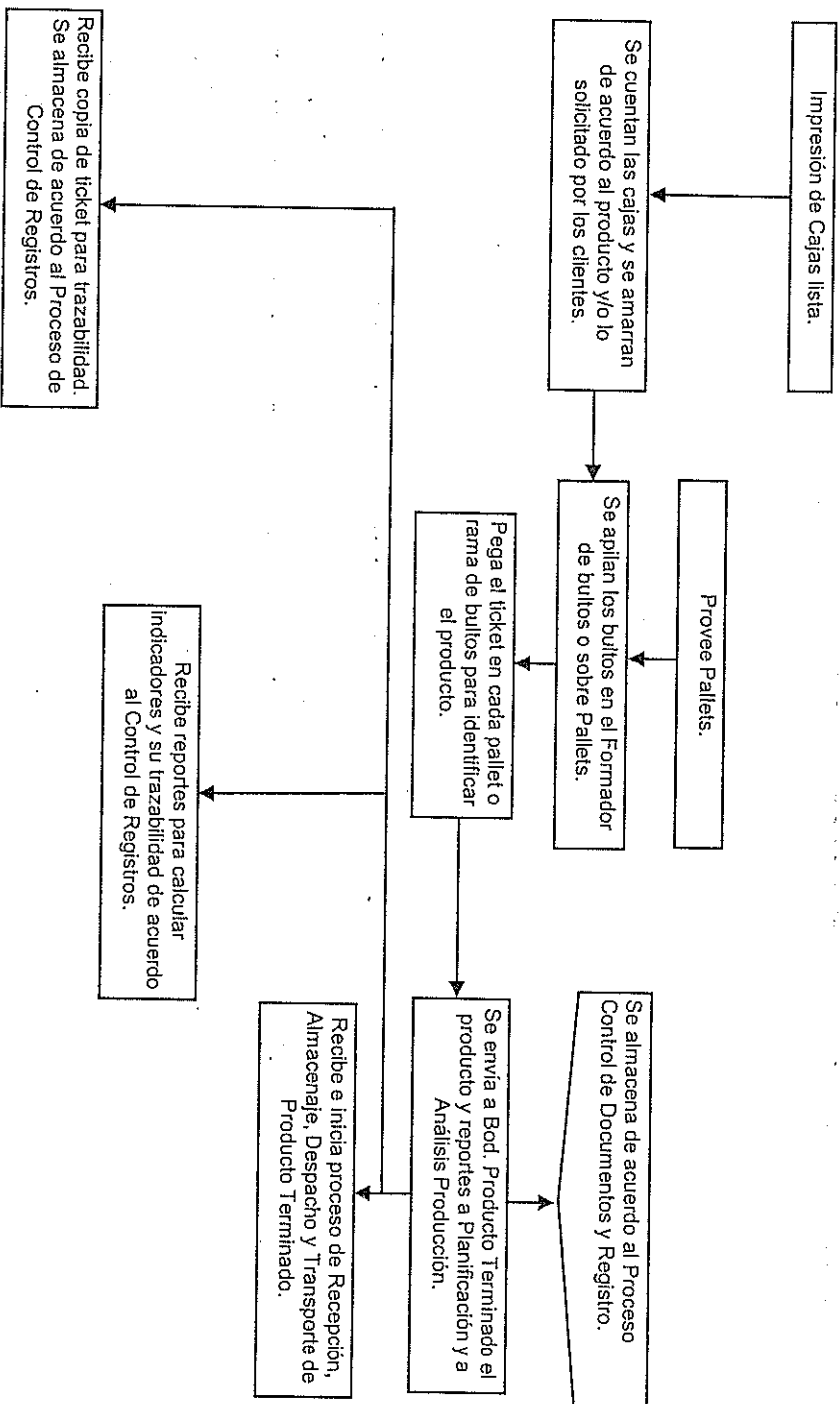 Impresión de Cajas lista.
Se cuentan las cajas y se amarran
de acuerdo al producto y/o lo
solicitado por los clientes.
Provee Pallets.
Se apilan los bultos en el Formador
de bultos o sobre Pallets.
Pega el ticket en cada pallet o
rama de bultos para identificar
el producto.
Se almacena de acuerdo al Proceso
Control de Documentos y Registro.
Se envía a Bod. Producto Terminado el
producto y reportes a Planificación y a
Análisis Producción.
Recibe e inicia proceso de Recepción,
Almacenaje, Despacho y Transporte de
Producto Terminado.
Recibe reportes para calcular
indicadores y su trazabilidad de acuerdo
al Control de Registros.
Recibe copia de ticket para trazabilidad.
Se almacena de acuerdo al Proceso de
Control de Registros.